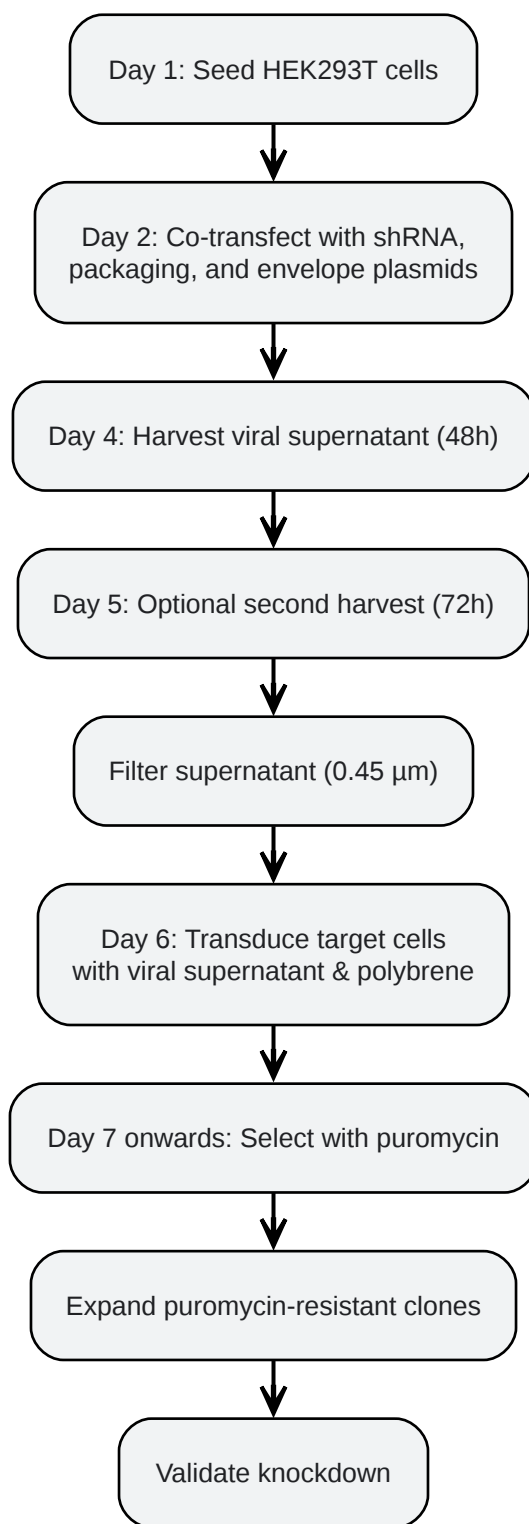 Day 1: Seed HEK293T cells
Day 2: Co-transfect with shRNA,
packaging, and envelope plasmids
Day 4: Harvest viral supernatant (48h)
Day 5: Optional second harvest (72h)
Filter supernatant (0.45 µm)
Day 6: Transduce target cells
with viral supernatant & polybrene
Day 7 onwards: Select with puromycin
Expand puromycin-resistant clones
Validate knockdown